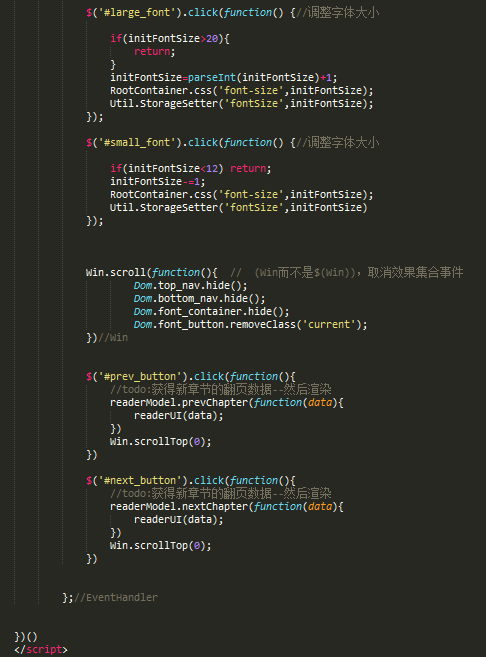 $('#large_font').click(function() {//调整字体大小
if(initFontSize>20){
return;
}
initFontSize=parseInt(initFontSize)+1;
RootContainer.css('font-size',initFontSize);
Util.StorageSetter('fontSize',initFontSize);
});
$('#small_font').click(function() {//调整字体大小
if(initFontSize<12) return;
initFontSize-=1;
RootContainer.css('font-size',initFontSize);
Util.StorageSetter('fontSize',initFontSize)
});
Win.scroll(function(){  //  (Win而不是$(Win))，取消效果集合事件
Dom.top_nav.hide();
Dom.bottom_nav.hide();
Dom.font_container.hide();
Dom.font_button.removeClass('current');
})//Win
$('#prev_button').click(function(){
//todo:获得新章节的翻页数据--然后渲染
readerModel.prevChapter(function(data){
readerUI(data);
})
Win.scrollTop(0);
})
$('#next_button').click(function(){
//todo:获得新章节的翻页数据--然后渲染
readerModel.nextChapter(function(data){
readerUI(data);
})
Win.scrollTop(0);
})
};//EventHandler
})()
</script>